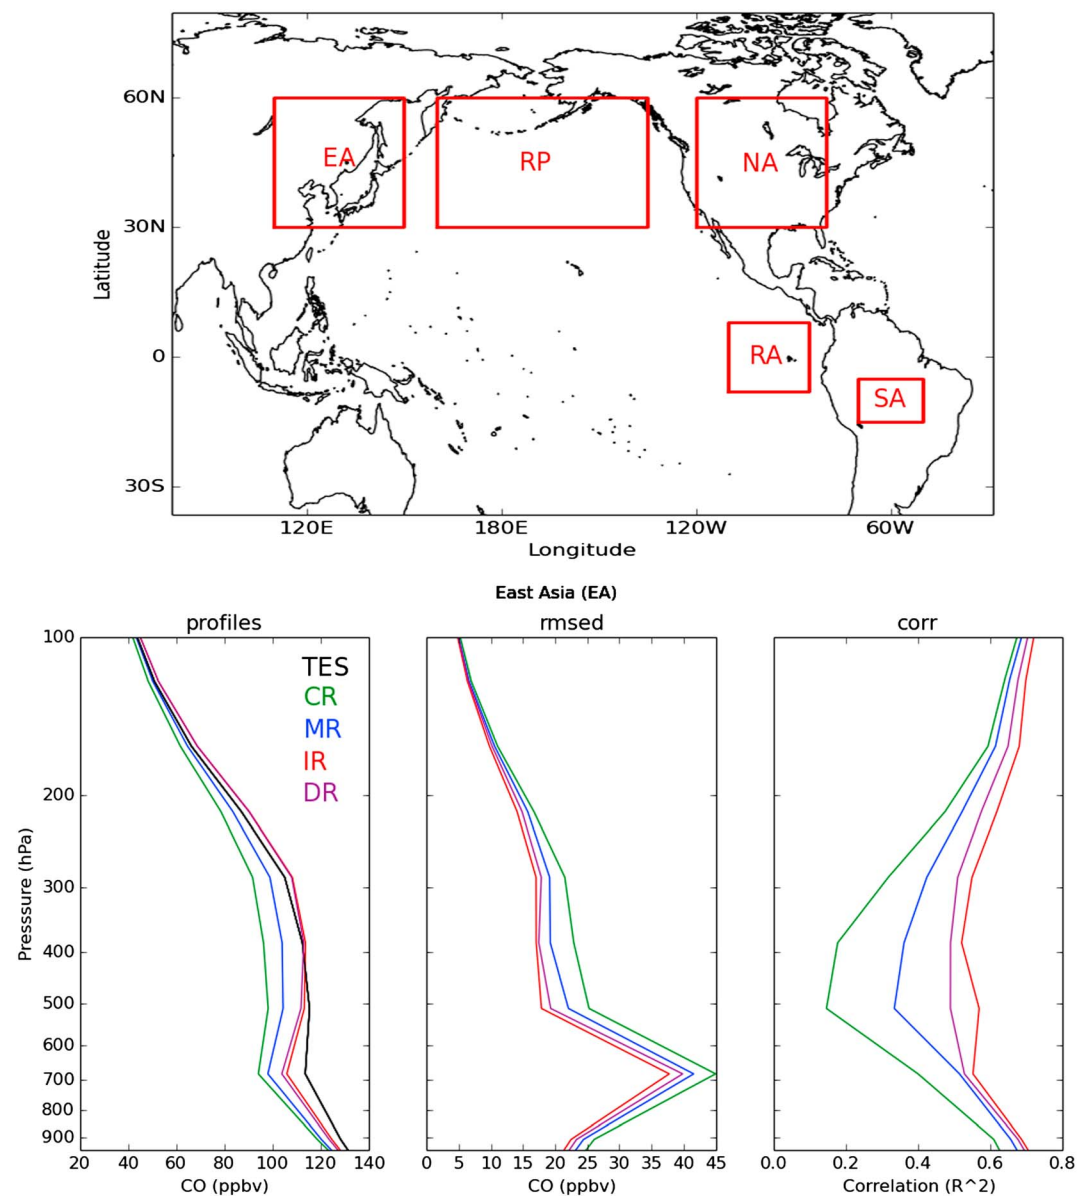 60N
30N
0
30S
Latitude
EA
RP
NA
RA
SA
120E
180E
120W
60W
Longitude
East Asia (EA)
profiles
rmsed
corr
100
200
300
400
500
600
700
800
900
Presssure (hPa)
TES
CR
MR
IR
DR
20 40 60 80 100 120 140
0 5 10 15 20 25 30 35 40 45
0.0 0.2 0.4 0.6 0.8
CO (ppbv)
CO (ppbv)
Correlation (R^2)